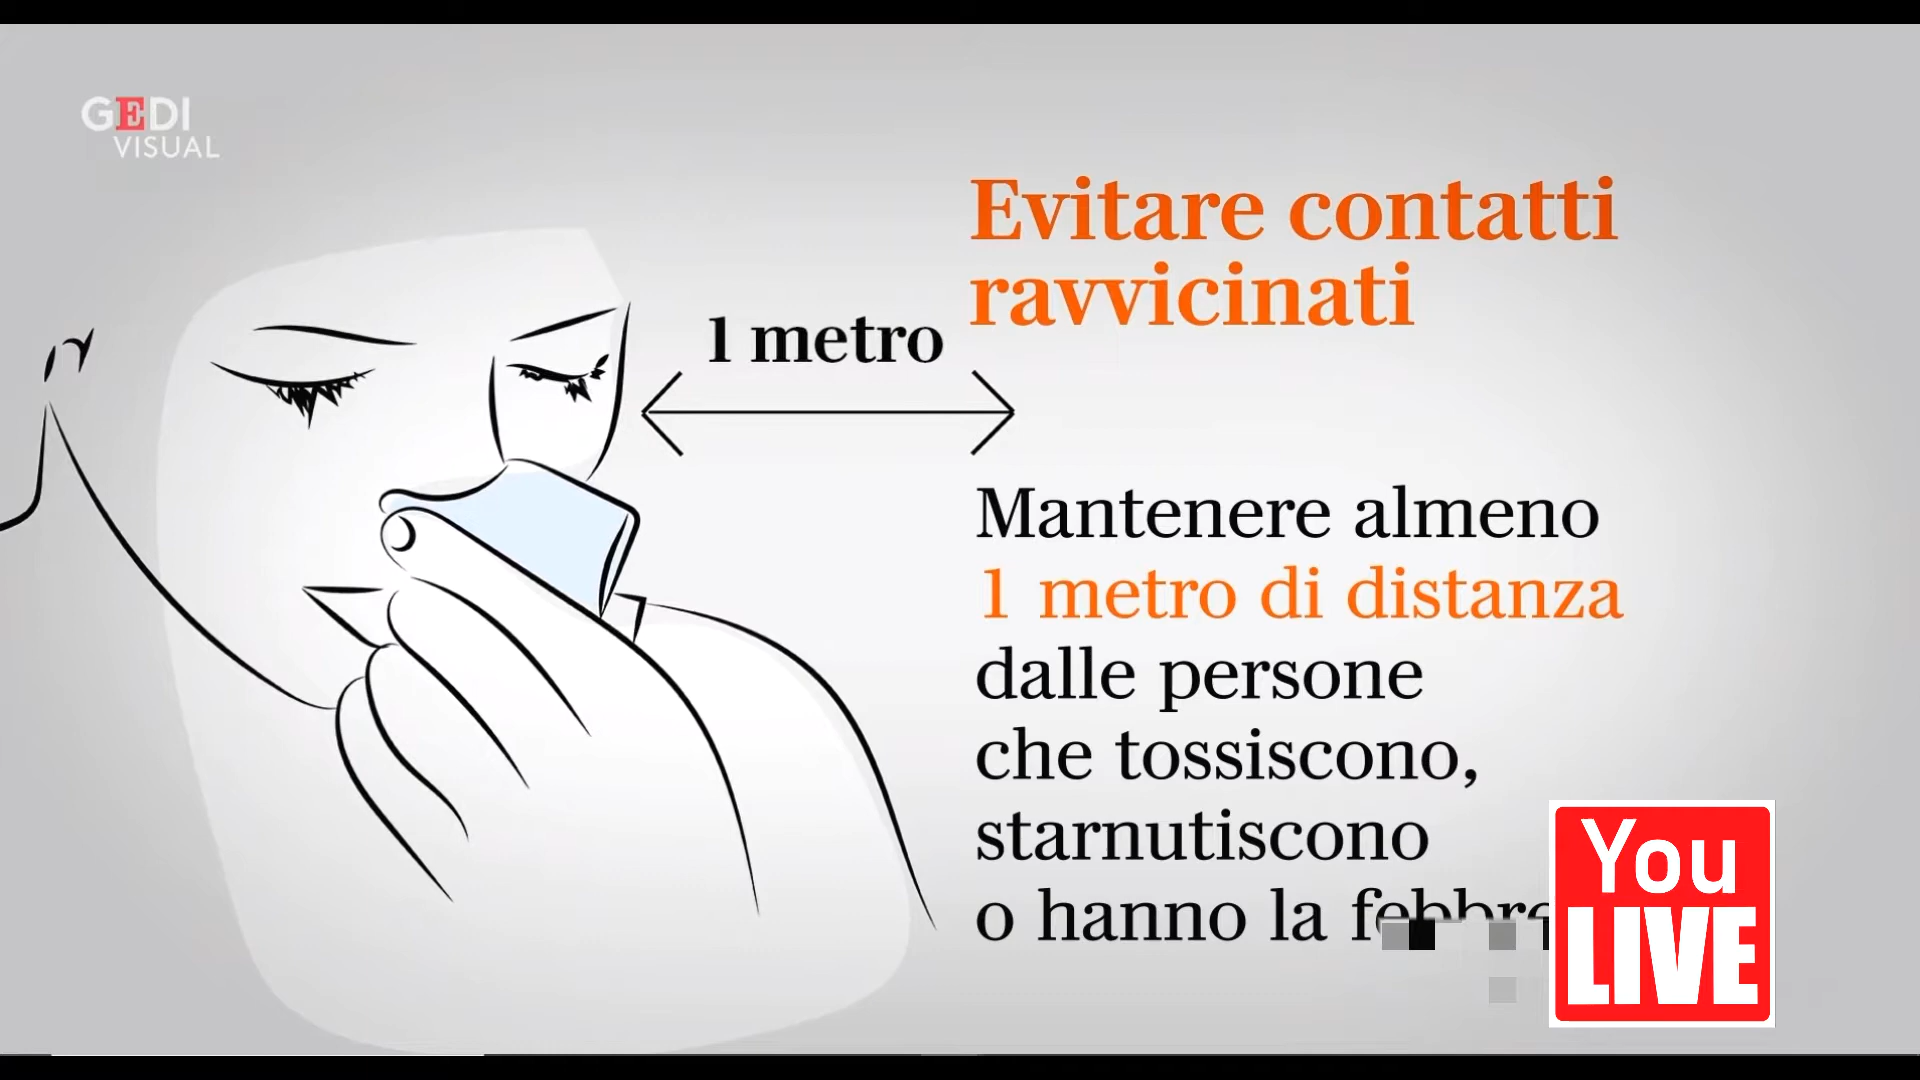 GEDI
VISUAL
Evitare contatti
ravvicinati
1 metro
Mantenere almeno
1 metro di distanza
dalle persone
che tossiscono,
starnutiscono
o hanno la febbre
You
LIVE